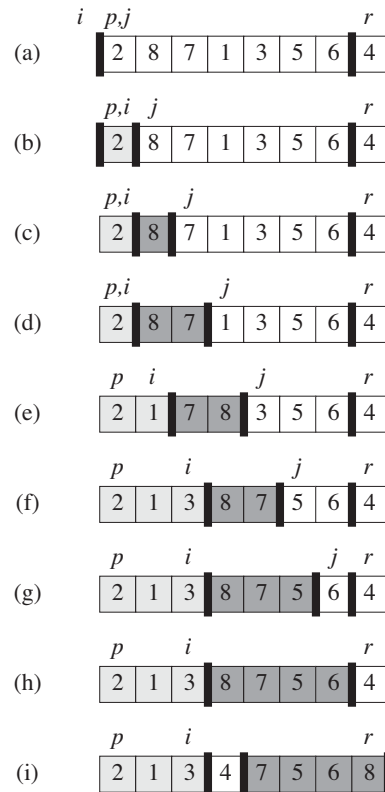 i p,j r
(a) 2 8 7 1 3 5 6 4
p,i j r
(b) 2 8 7 1 3 5 6 4
p,i j r
(c) 2 8 7 1 3 5 6 4
p,i j r
(d) 2 8 7 1 3 5 6 4
p i j r
(e) 2 1 7 8 3 5 6 4
p i j r
(f) 2 1 3 8 7 5 6 4
p i j r
(g) 2 1 3 8 7 5 6 4
p i r
(h) 2 1 3 8 7 5 6 4
p i r
(i) 2 1 3 4 7 5 6 8